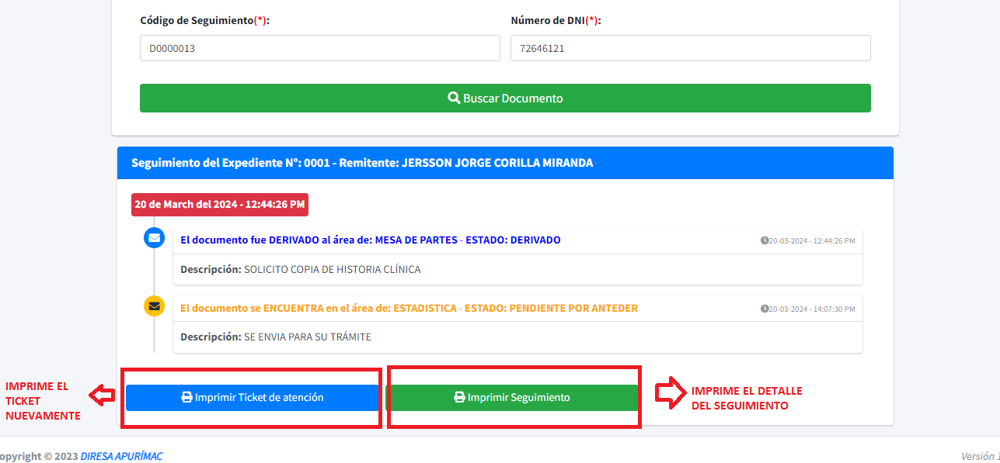 Código de Seguimiento(*):
Número de DNI(*):
D0000013
72646121
Buscar Documento
Seguimiento del Expediente N°: 0001 - Remitente: JERSSON JORGE CORILLA MIRANDA
20 de March del 2024 - 12:44:26 PM
El documento fue DERIVADO al área de: MESA DE PARTES - ESTADO: DERIVADO
20-03-2024 - 12:44:26 PM
Descripción: SOLICITO COPIA DE HISTORIA CLÍNICA
El documento se ENCUENTRA en el área de: ESTADISTICA - ESTADO: PENDIENTE POR ANTEDER
20-03-2024 - 14:07:30 PM
Descripción: SE ENVIA PARA SU TRÁMITE
IMPRIME EL
TICKET
NUEVAMENTE
Imprimir Ticket de atención
Imprimir Seguimiento
IMPRIME EL DETALLE
DEL SEGUIMIENTO
opyright © 2023 DIRESA APURÍMAC
Versión 1